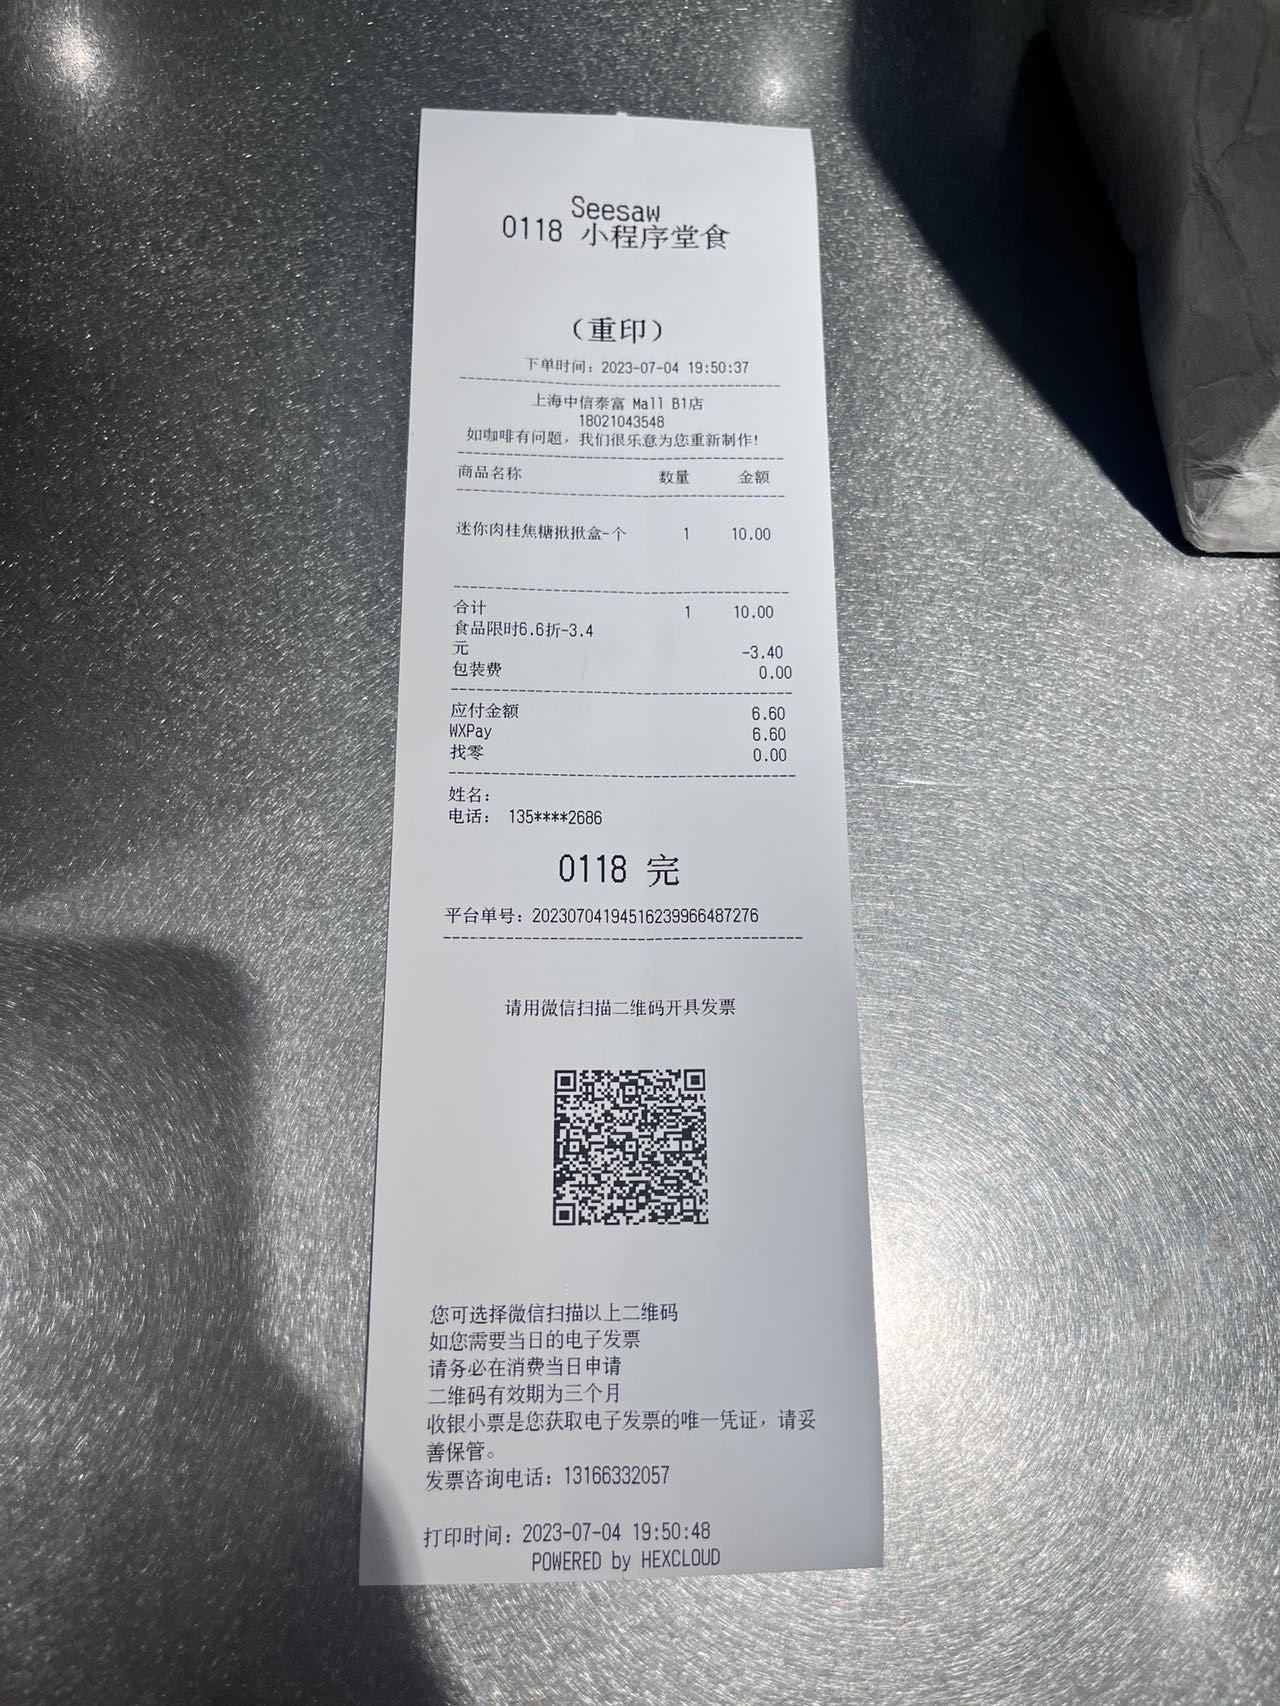 Seesaw
0118 小程序堂食
（重印）
下单时间：2023-07-04 19:50:37
上海中信泰富 Mall B1店
18021043548
如咖啡有问题，我们很乐意为您重新制作！
商品名称 数量 金额
迷你肉桂焦糖揪揪盒-个 1 10.00
合计 1 10.00
食品限时6.6折-3.4
元 -3.40
包装费 0.00
应付金额 6.60
WXPay 6.60
找零 0.00
姓名：
电话： 135****2686
0118 完
平台单号：20230704194516239966487276
请用微信扫描二维码开具发票
您可选择微信扫描以上二维码
如您需要当日的电子发票
请务必在消费当日申请
二维码有效期为三个月
收银小票是您获取电子发票的唯一凭证，请妥
善保管。
发票咨询电话：13166332057
打印时间：2023-07-04 19:50:48
POWERED by HEXCLOUD